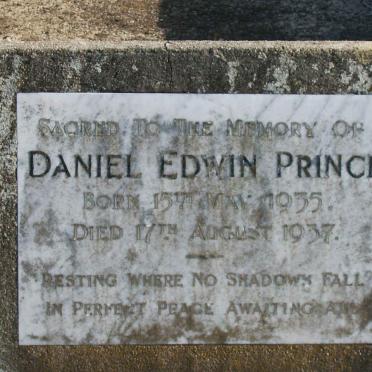 Sacred To The Memory Of
Daniel Edwin Princ
Born 15th May 1935.
Died 17th August 1937.
Resting Where No Shadows Fall
In Perfect Peace Awaiting